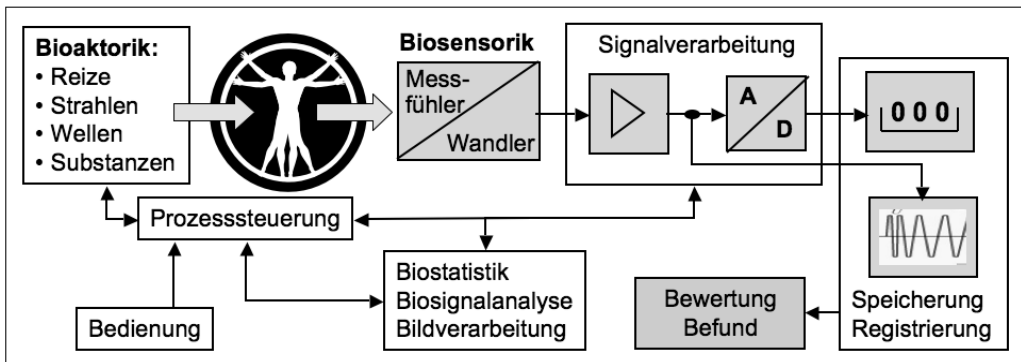 Bioaktorik:
• Reize
• Strahlen
• Wellen
• Substanzen
Biosensorik
Mess-
fühler
Wandler
Signalverarbeitung
A
D
000
Prozesssteuerung
Bedienung
Biostatistik
Biosignalanalyse
Bildverarbeitung
Bewertung
Befund
Speicherung
Registrierung